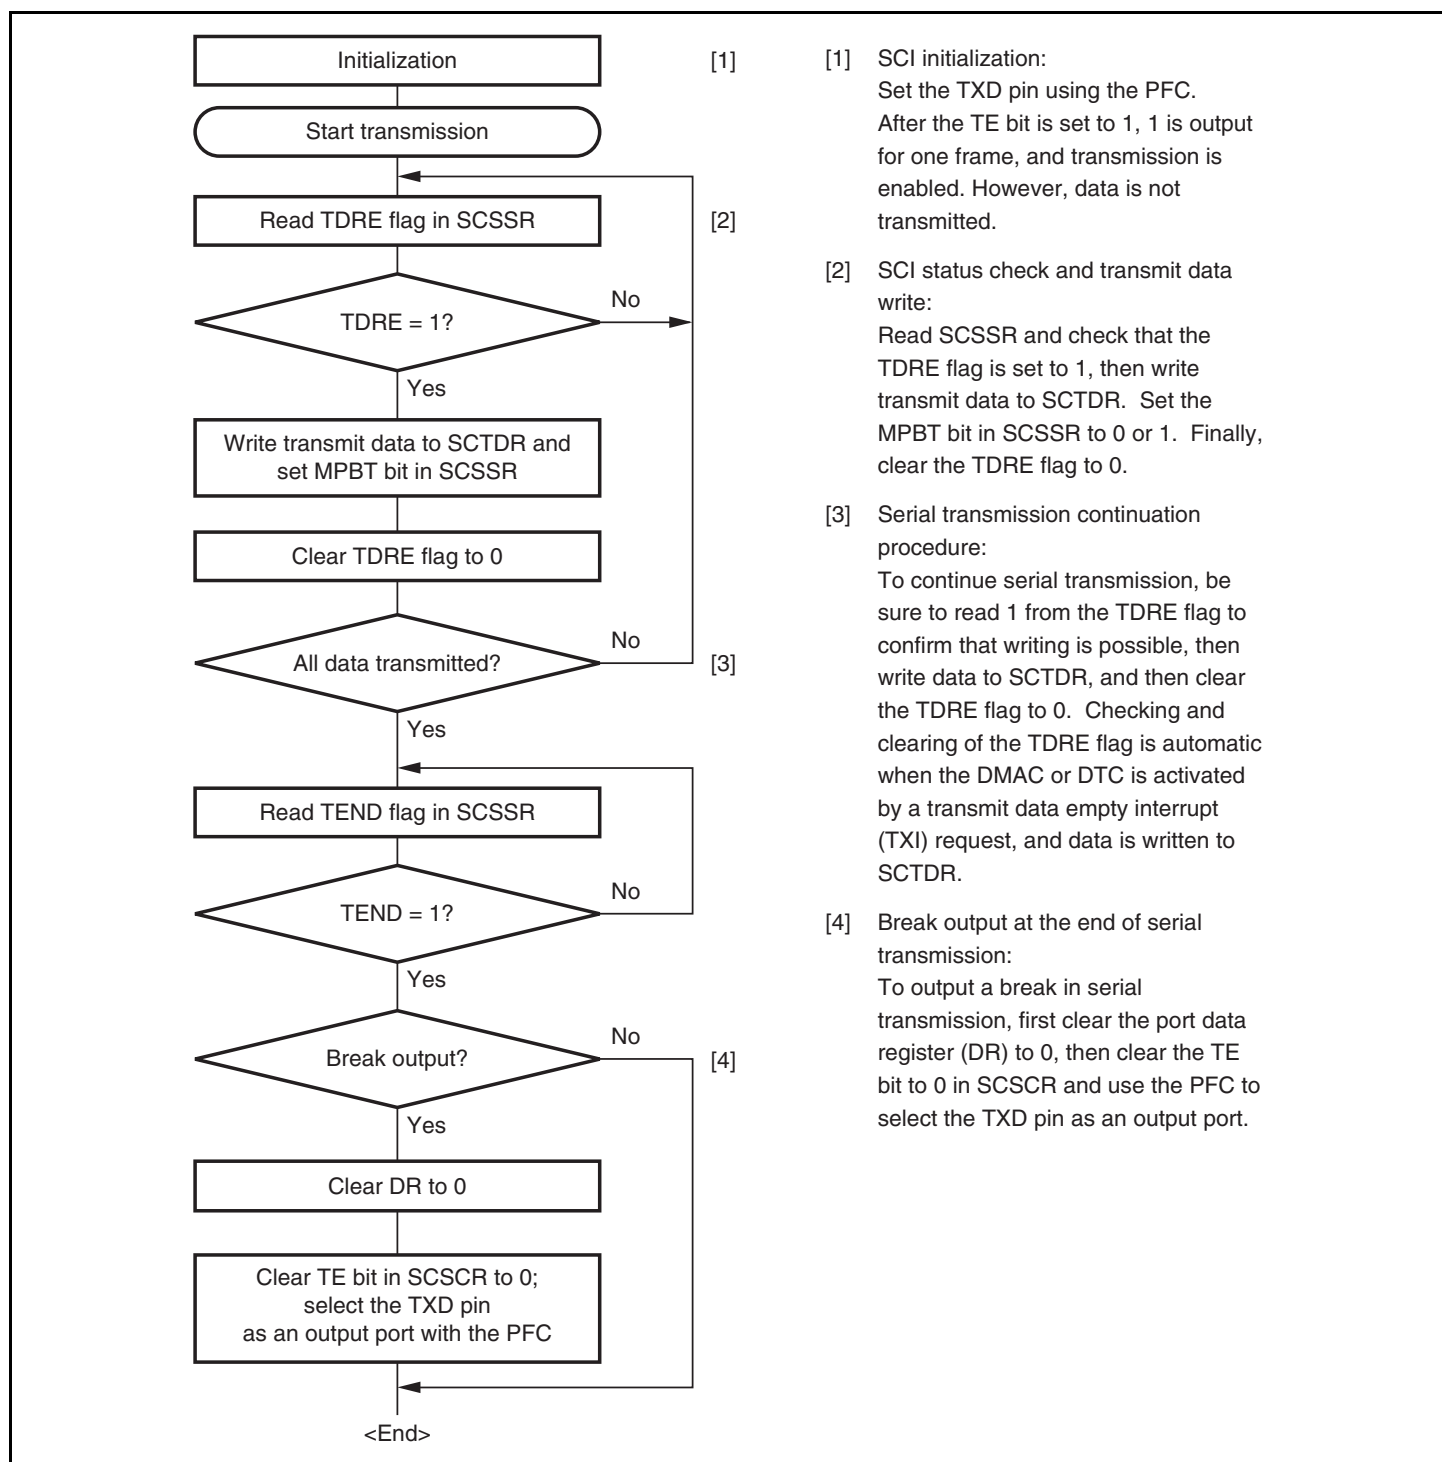 Initialization
[1]
Start transmission
Read TDRE flag in SCSSR
[2]
TDRE = 1?
No
Yes
Write transmit data to SCTDR and
set MPBT bit in SCSSR
Clear TDRE flag to 0
All data transmitted?
No
[3]
Yes
Read TEND flag in SCSSR
TEND = 1?
No
Yes
Break output?
No
[4]
Yes
Clear DR to 0
Clear TE bit in SCSCR to 0;
select the TXD pin
as an output port with the PFC
<End>
[1] SCI initialization:
Set the TXD pin using the PFC.
After the TE bit is set to 1, 1 is output
for one frame, and transmission is
enabled. However, data is not
transmitted.
[2] SCI status check and transmit data
write:
Read SCSSR and check that the
TDRE flag is set to 1, then write
transmit data to SCTDR. Set the
MPBT bit in SCSSR to 0 or 1. Finally,
clear the TDRE flag to 0.
[3] Serial transmission continuation
procedure:
To continue serial transmission, be
sure to read 1 from the TDRE flag to
confirm that writing is possible, then
write data to SCTDR, and then clear
the TDRE flag to 0. Checking and
clearing of the TDRE flag is automatic
when the DMAC or DTC is activated
by a transmit data empty interrupt
(TXI) request, and data is written to
SCTDR.
[4] Break output at the end of serial
transmission:
To output a break in serial
transmission, first clear the port data
register (DR) to 0, then clear the TE
bit to 0 in SCSCR and use the PFC to
select the TXD pin as an output port.